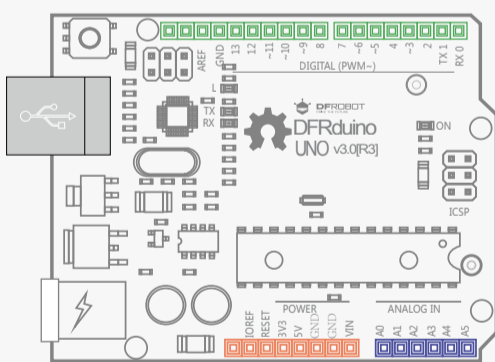 AREF
GND
13
12
~11
~10
~9
8
7
~6
~5
4
~3
2
TX 1
RX 0
DIGITAL (PWM~)
L
TX
RX
DFROBOT
DFRduino
UNO v3.0[R3]
ON
ICSP
POWER
ANALOG IN
IOREF
RESET
3V3
5V
GND
GND
VIN
A0
A1
A2
A3
A4
A5